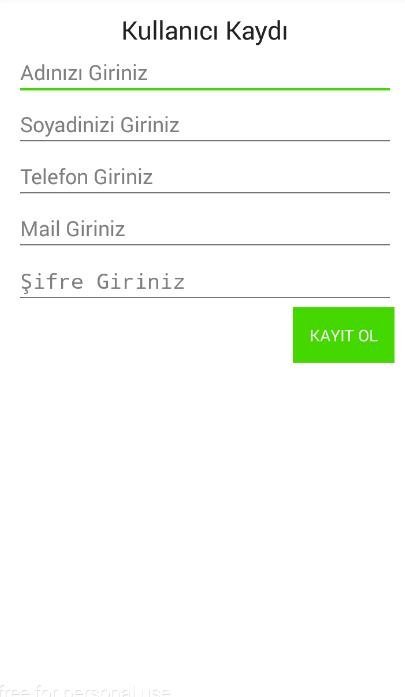 Kullanıcı Kaydı
Adınızı Giriniz
Soyadinizi Giriniz
Telefon Giriniz
Mail Giriniz
Şifre Giriniz
KAYIT OL
free for personal use